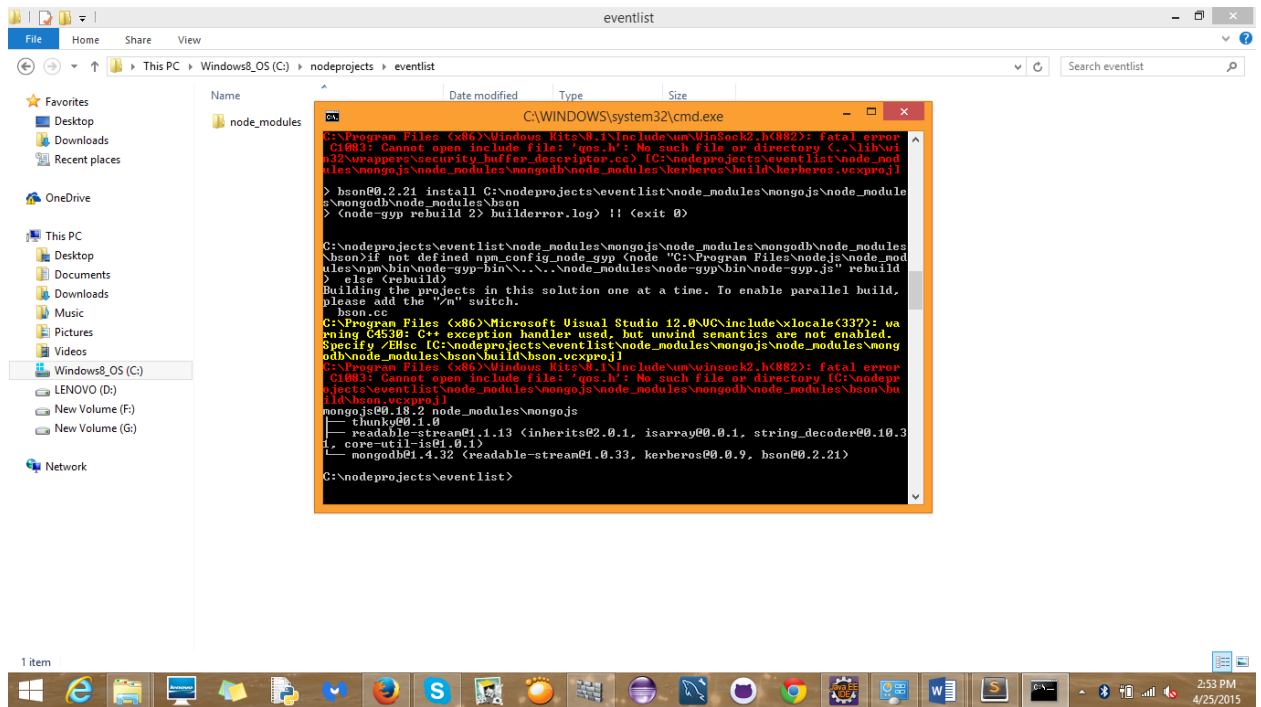 eventlist
File Home Share View
This PC Windows8_OS (C:) nodeprojects eventlist
Search eventlist
Favorites
Desktop
Downloads
Recent places
OneDrive
This PC
Desktop
Documents
Downloads
Music
Pictures
Videos
Windows8_OS (C:)
LENOVO (D:)
New Volume (F:)
New Volume (G:)
Network
Name Date modified Type Size
node_modules
C:\WINDOWS\system32\cmd.exe
C:\Program Files (x86)\Windows Kits\8.1\Include\um\WinSock2.h(882): fatal error
C1083: Cannot open include file: 'qos.h': No such file or directory (..\lib\wi
n32\wrappers\security_buffer_descriptor.cc) [C:\nodeprojects\eventlist\node_mod
ules\mongojs\node_modules\mongodb\node_modules\kerberos\build\kerberos.vcxproj]
> bson@0.2.21 install C:\nodeprojects\eventlist\node_modules\mongojs\node_module
s\mongodb\node_modules\bson
> (node-gyp rebuild 2> builderror.log) || (exit 0)
C:\nodeprojects\eventlist\node_modules\mongojs\node_modules\mongodb\node_modules
\bson>if not defined npm_config_node_gyp (node "C:\Program Files\nodejs\node_mod
ules\npm\bin\node-gyp-bin\\..\..\node_modules\node-gyp\bin\node-gyp.js" rebuild
) else (rebuild)
Building the projects in this solution one at a time. To enable parallel build,
please add the "/m" switch.
bson.cc
C:\Program Files (x86)\Microsoft Visual Studio 12.0\VC\include\xlocale(337): wa
rning C4530: C++ exception handler used, but unwind semantics are not enabled.
Specify /EHsc [C:\nodeprojects\eventlist\node_modules\mongojs\node_modules\mong
odb\node_modules\bson\build\bson.vcxproj]
C:\Program Files (x86)\Windows Kits\8.1\Include\um\winsock2.h(882): fatal error
C1083: Cannot open include file: 'qos.h': No such file or directory [C:\nodepr
ojects\eventlist\node_modules\mongojs\node_modules\mongodb\node_modules\bson\bu
ild\bson.vcxproj]
mongojs@0.18.2 node_modules\mongojs
├── thunky@0.1.0
├── readable-stream@1.1.13 (inherits@2.0.1, isarray@0.0.1, string_decoder@0.10.3
1, core-util-is@1.0.1)
└── mongodb@1.4.32 (readable-stream@1.0.33, kerberos@0.0.9, bson@0.2.21)
C:\nodeprojects\eventlist>
1 item
2:53 PM
4/25/2015